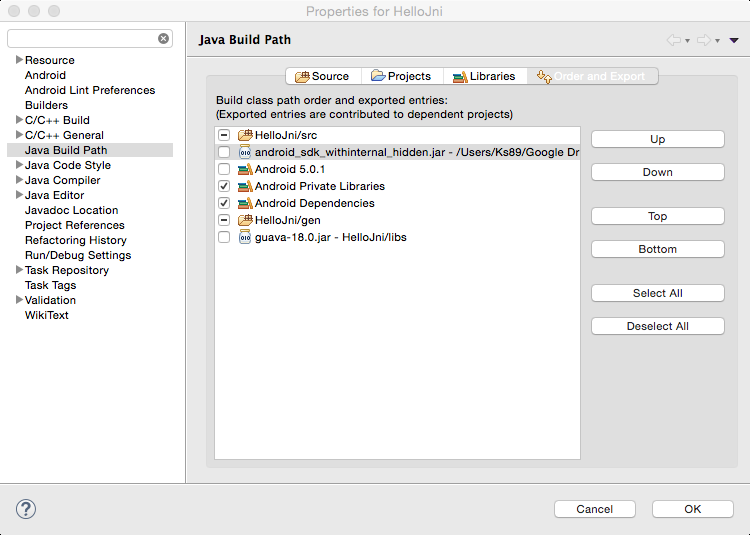 Properties for HelloJni
Java Build Path
Resource
Android
Android Lint Preferences
Builders
C/C++ Build
C/C++ General
Java Build Path
Java Code Style
Java Compiler
Java Editor
Javadoc Location
Project References
Refactoring History
Run/Debug Settings
Task Repository
Task Tags
Validation
WikiText
Source
Projects
Libraries
Order and Export
Build class path order and exported entries:
(Exported entries are contributed to dependent projects)
HelloJni/src
android_sdk_withinternal_hidden.jar - /Users/Ks89/Google Dr
Android 5.0.1
Android Private Libraries
Android Dependencies
HelloJni/gen
guava-18.0.jar - HelloJni/libs
Up
Down
Top
Bottom
Select All
Deselect All
?
Cancel
OK